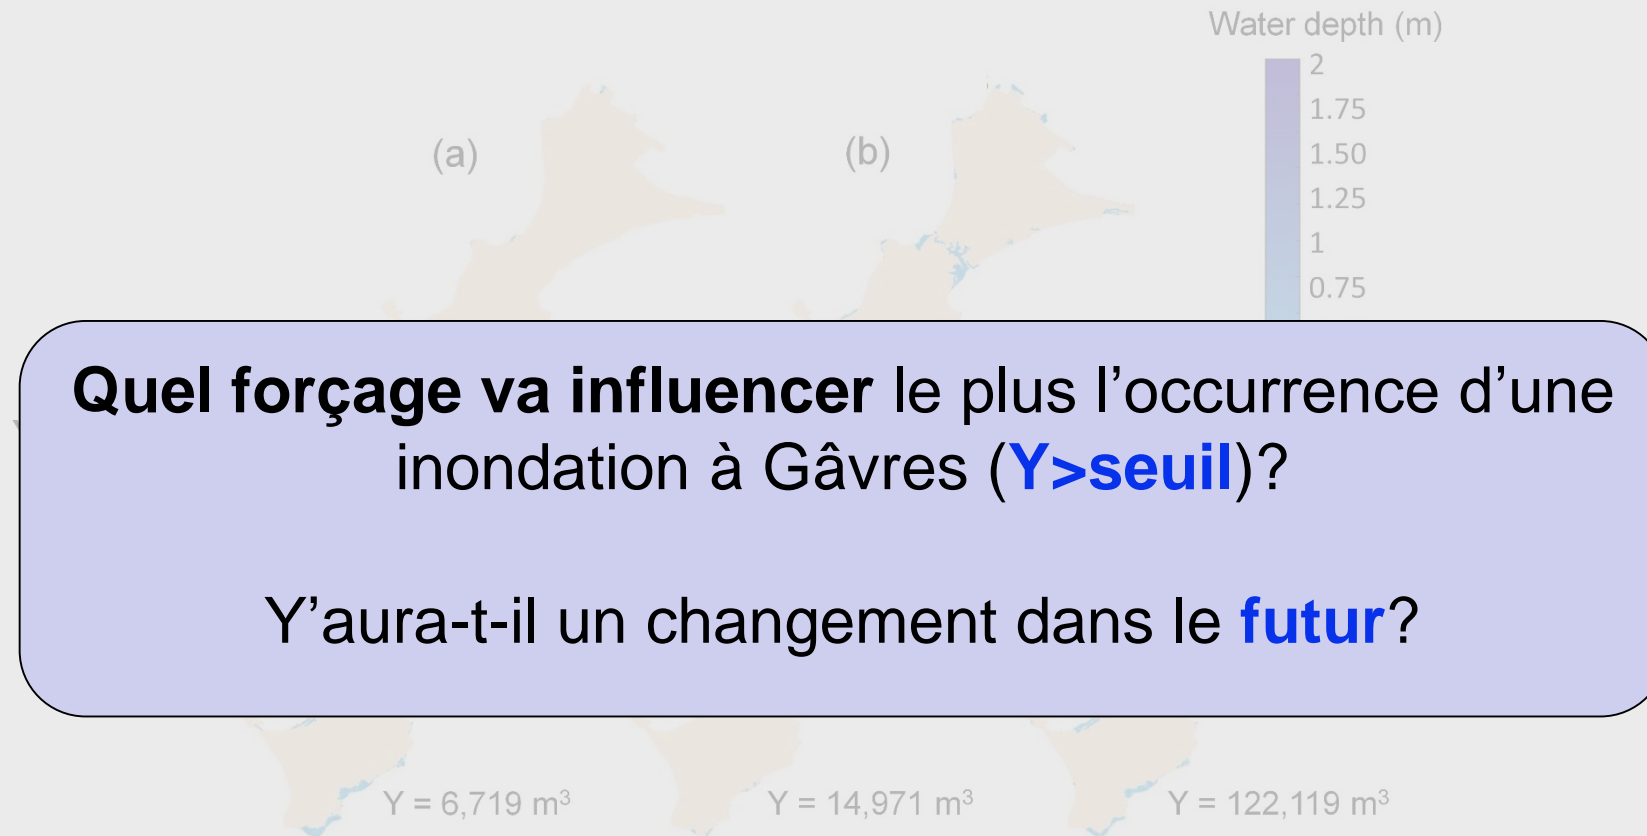 Water depth (m)
2
1.75
(a)
(b)
1.50
1.25
1
0.75
Quel forçage va influencer le plus l’occurrence d’une
inondation à Gâvres (Y>seuil)?
Y’aura-t-il un changement dans le futur?
Y = 6,719 m³
Y = 14,971 m³
Y = 122,119 m³